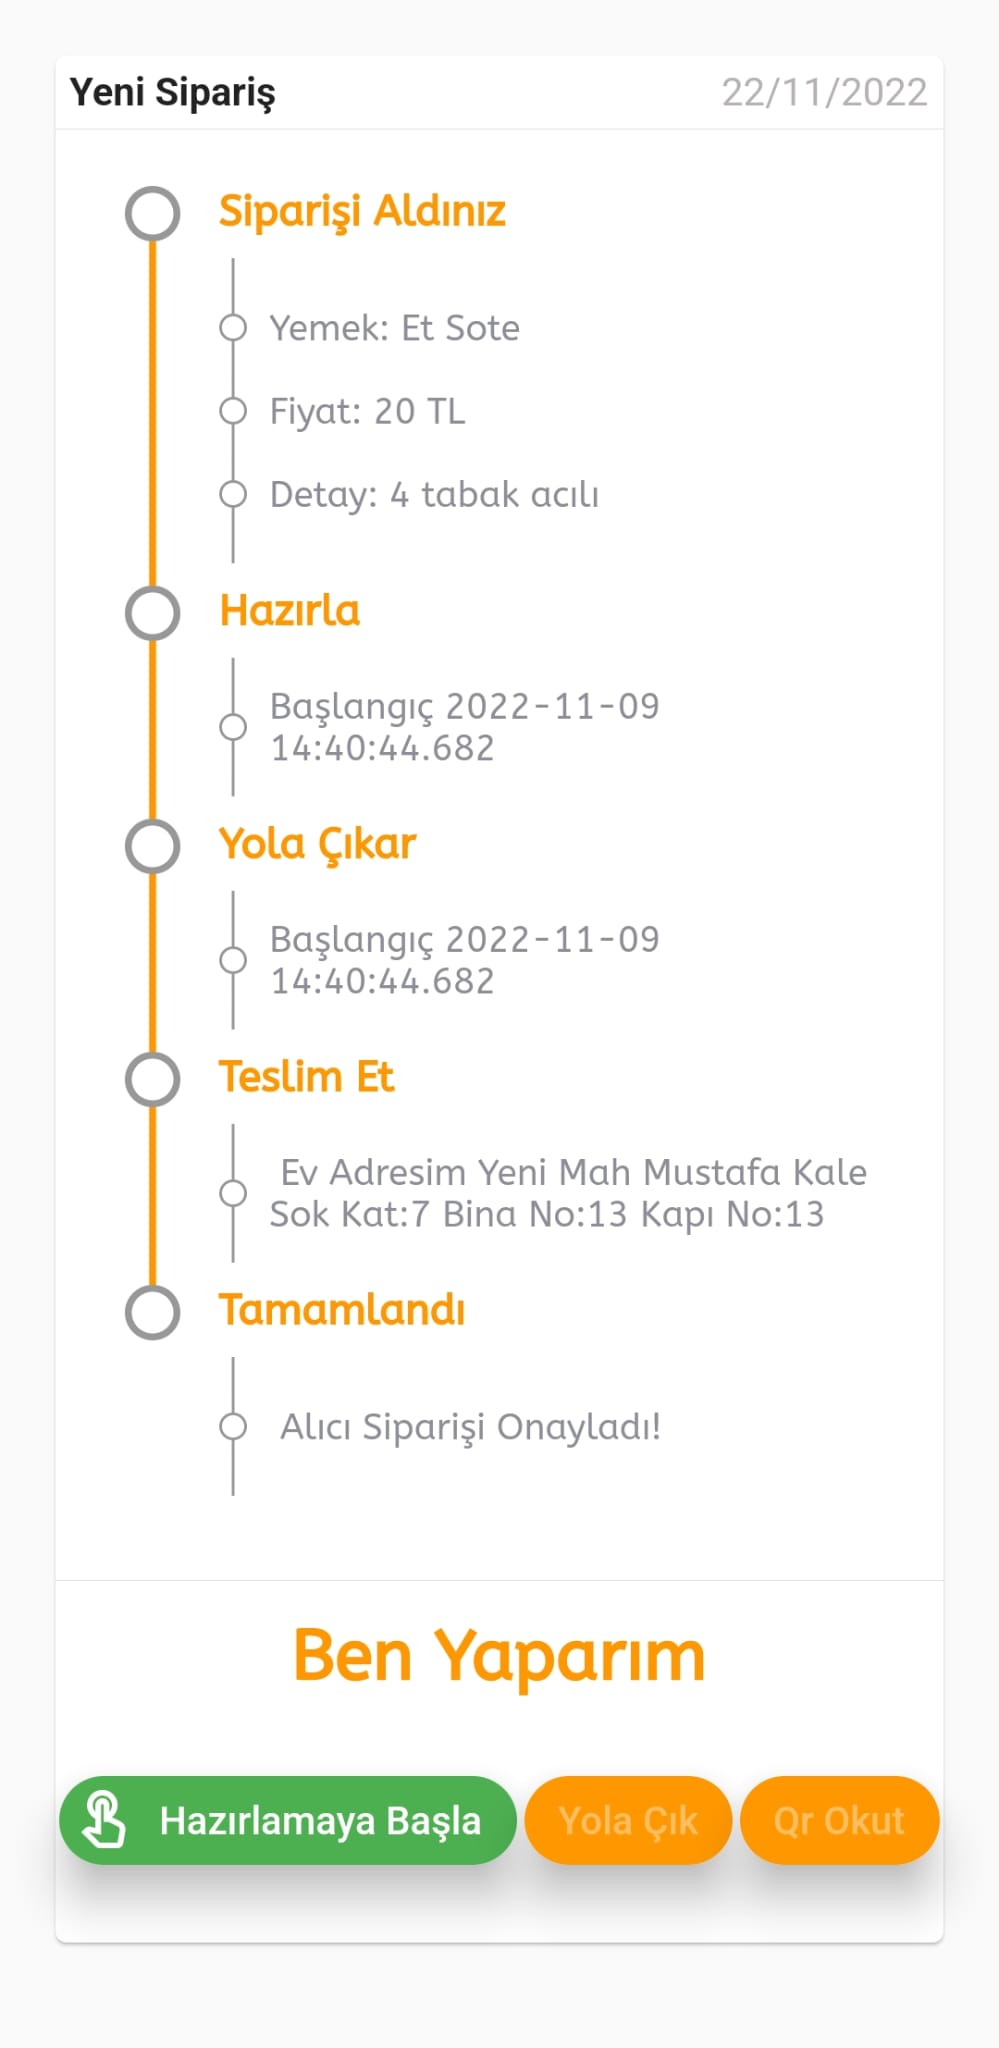 Yeni Sipariş
22/11/2022
Siparişi Aldınız
Yemek: Et Sote
Fiyat: 20 TL
Detay: 4 tabak acılı
Hazırla
Başlangıç 2022-11-09
14:40:44.682
Yola Çıkar
Başlangıç 2022-11-09
14:40:44.682
Teslim Et
Ev Adresim Yeni Mah Mustafa Kale
Sok Kat:7 Bina No:13 Kapı No:13
Tamamlandı
Alıcı Siparişi Onayladı!
Ben Yaparım
Hazırlamaya Başla
Yola Çık
Qr Okut